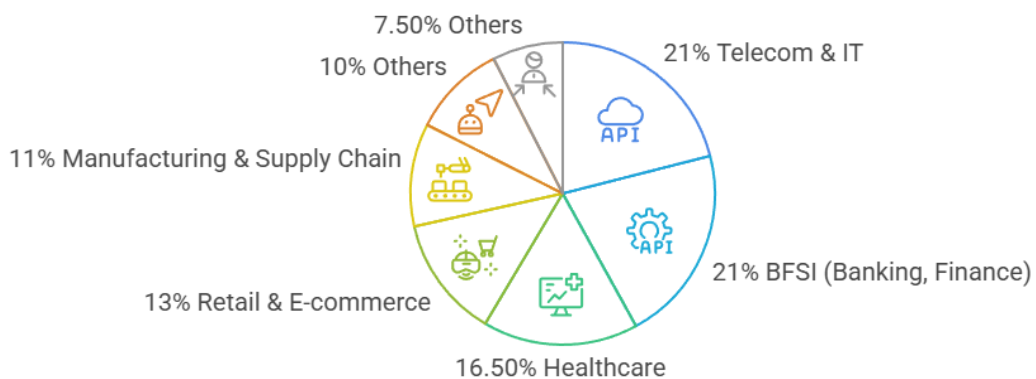 7.50% Others
21% Telecom & IT
10% Others
API
11% Manufacturing & Supply Chain
API
21% BFSI (Banking, Finance)
13% Retail & E-commerce
16.50% Healthcare